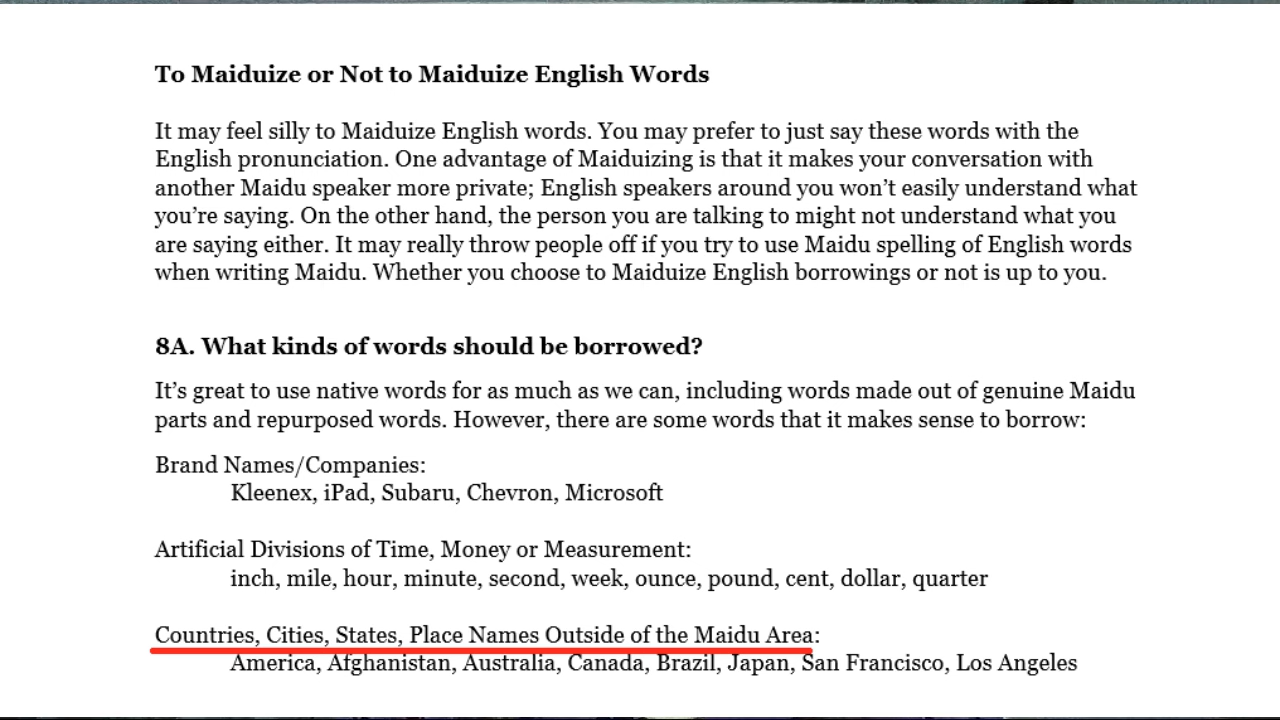 To Maiduize or Not to Maiduize English Words
It may feel silly to Maiduize English words. You may prefer to just say these words with the
English pronunciation. One advantage of Maiduizing is that it makes your conversation with
another Maidu speaker more private; English speakers around you won’t easily understand what
you’re saying. On the other hand, the person you are talking to might not understand what you
are saying either. It may really throw people off if you try to use Maidu spelling of English words
when writing Maidu. Whether you choose to Maiduize English borrowings or not is up to you.
8A. What kinds of words should be borrowed?
It’s great to use native words for as much as we can, including words made out of genuine Maidu
parts and repurposed words. However, there are some words that it makes sense to borrow:
Brand Names/Companies:
Kleenex, iPad, Subaru, Chevron, Microsoft
Artificial Divisions of Time, Money or Measurement:
inch, mile, hour, minute, second, week, ounce, pound, cent, dollar, quarter
Countries, Cities, States, Place Names Outside of the Maidu Area:
America, Afghanistan, Australia, Canada, Brazil, Japan, San Francisco, Los Angeles